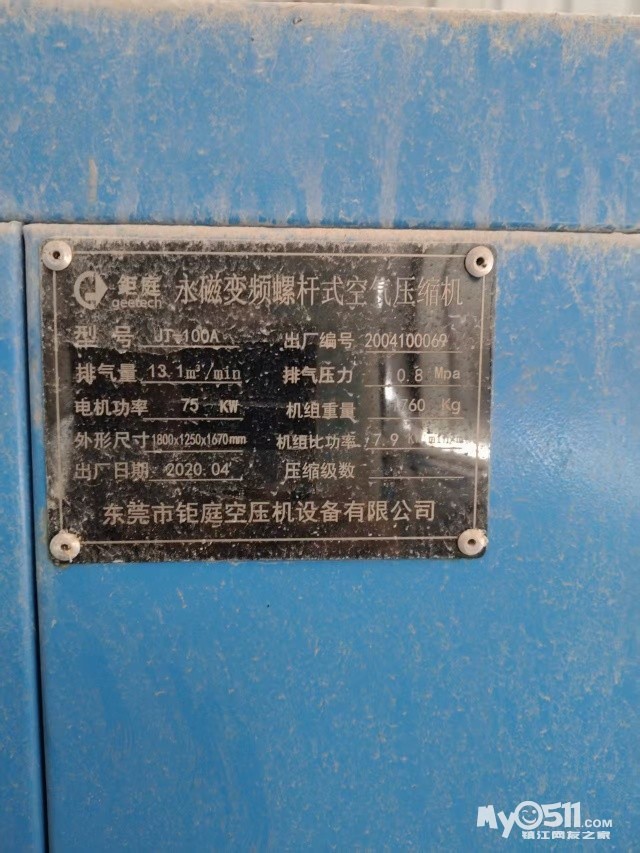 钜庭 永磁变频螺杆式空气压缩机
geetech
型号 JT-100A 出厂编号 2004100069
排气量 13.1m³/min 排气压力 0.8 Mpa
电机功率 75 KW 机组重量 760 Kg
外形尺寸 1800x1250x1670mm 机组比功率 7.9
出厂日期 2020.04 压缩级数
东莞市钜庭空压机设备有限公司
MyO511.COM
镇江网友之家